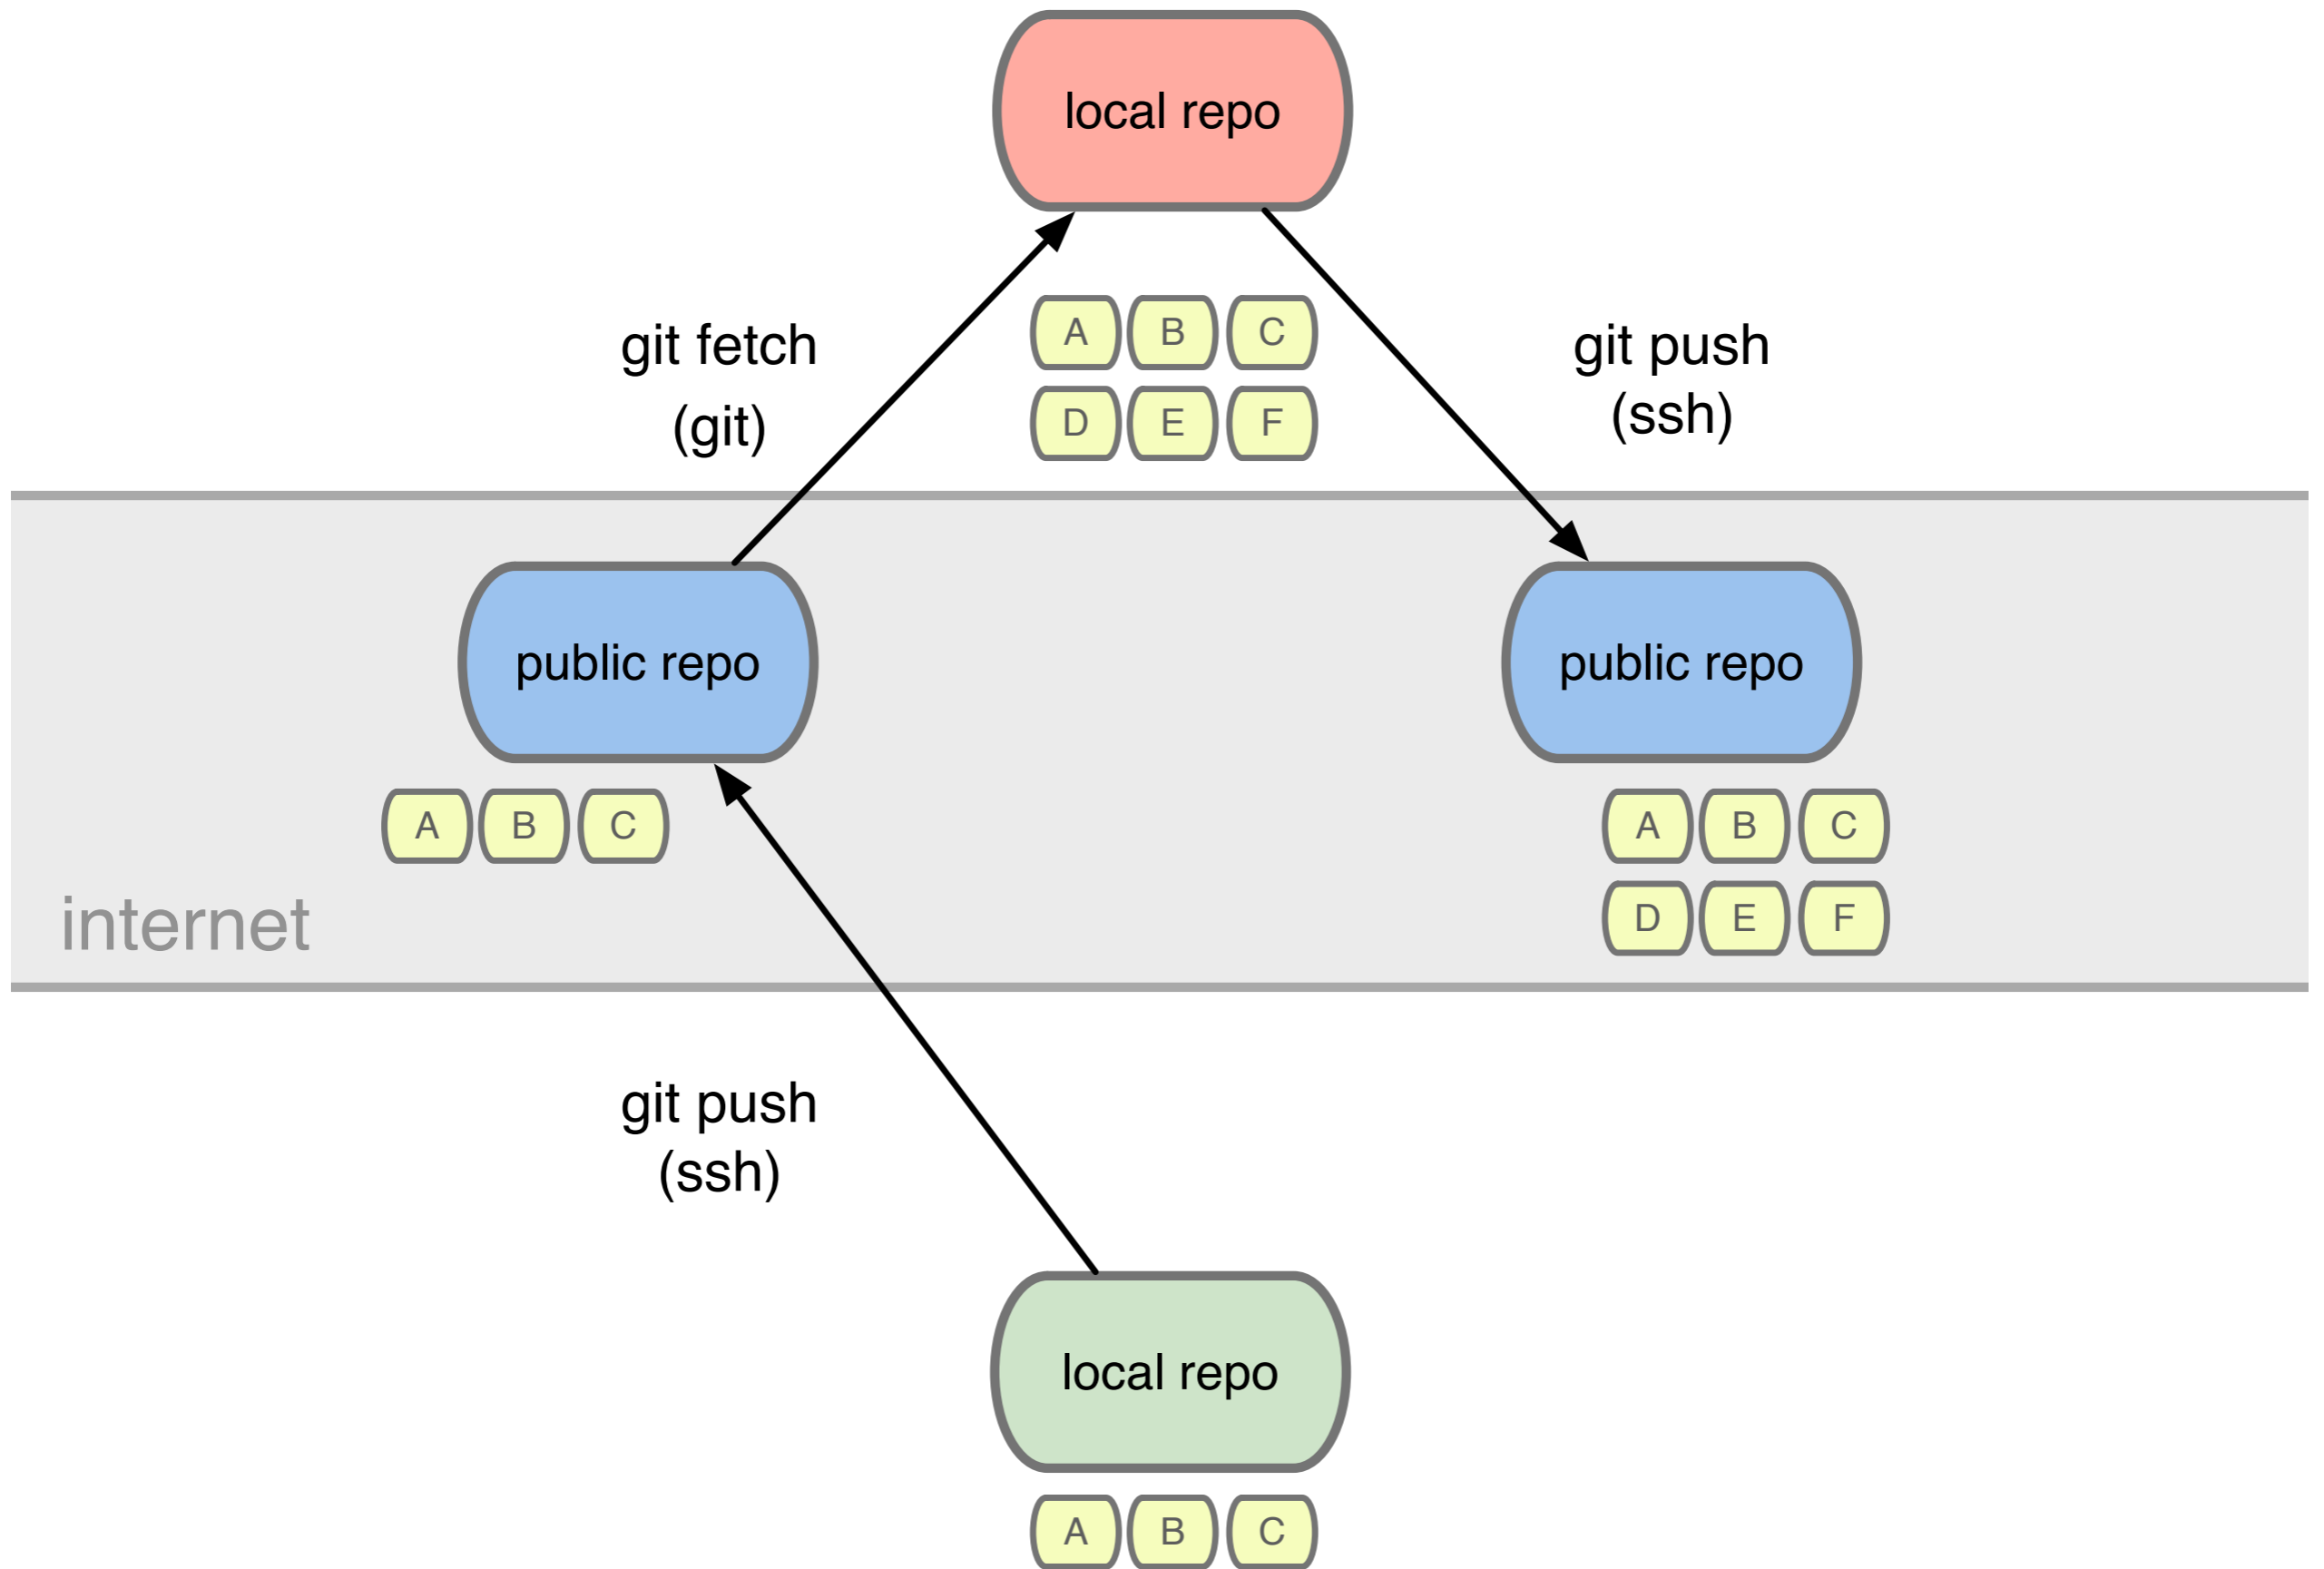 local repo
git fetch
(git)
A B C
D E F
git push
(ssh)
public repo
public repo
A B C
A B C
D E F
internet
git push
(ssh)
local repo
A B C